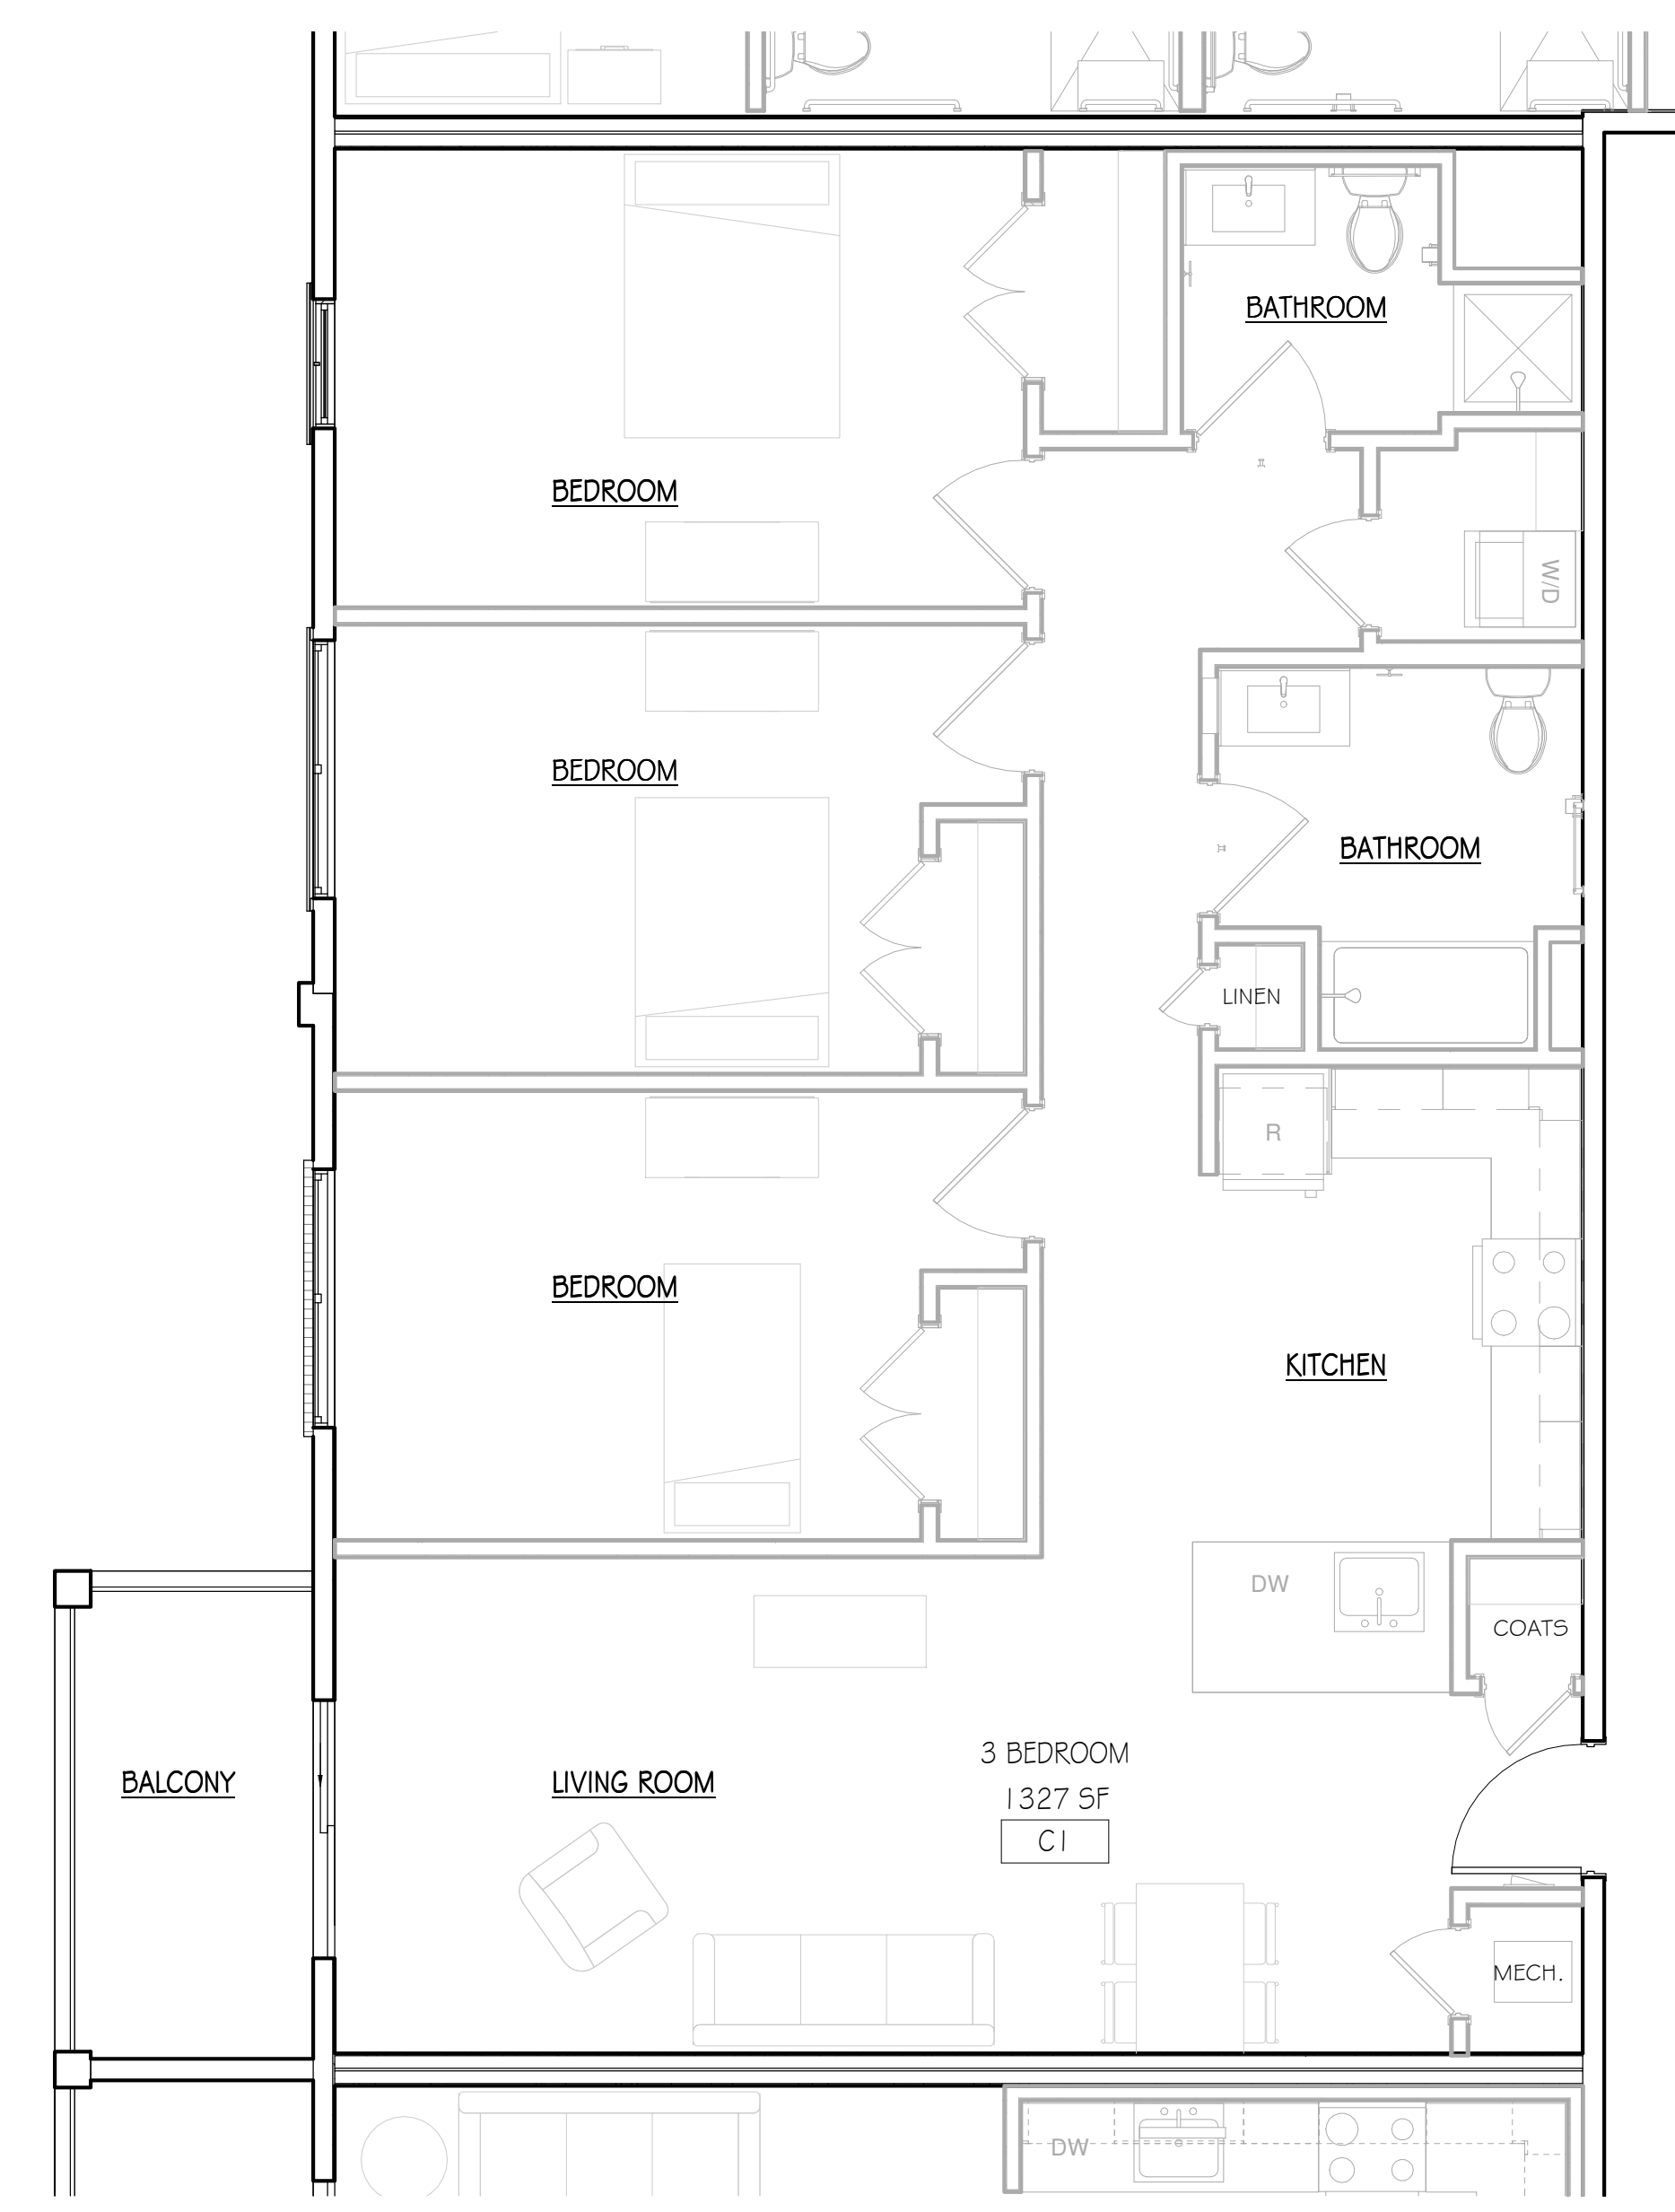 BATHROOM
BEDROOM
W/D
BEDROOM
BATHROOM
LINEN
R
BEDROOM
KITCHEN
DW
COATS
3 BEDROOM
1327 SF
C1
BALCONY
LIVING ROOM
MECH.
DW